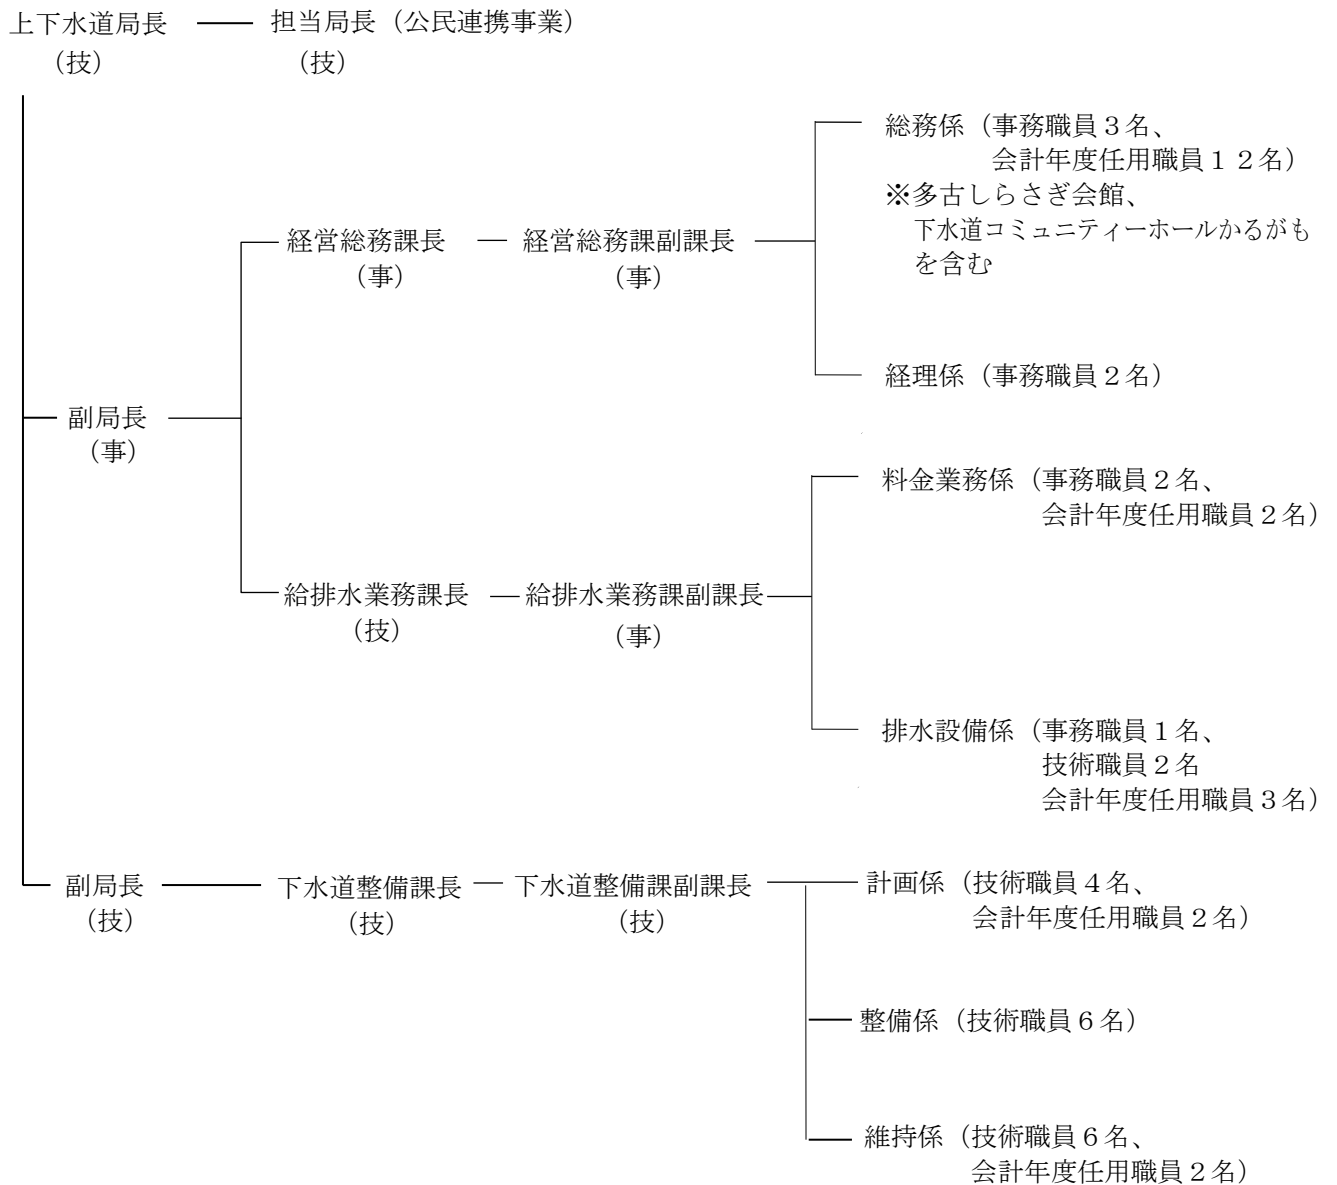 上下水道局長 担当局長（公民連携事業）
（技） （技）
総務係（事務職員３名、
会計年度任用職員１２名）
※多古しらさぎ会館、
下水道コミュニティーホールかるがも
を含む
経営総務課長 経営総務課副課長
（事） （事）
経理係（事務職員２名）
副局長
（事）
料金業務係（事務職員２名、
会計年度任用職員２名）
給排水業務課長 給排水業務課副課長
（技） （事）
排水設備係（事務職員１名、
技術職員２名
会計年度任用職員３名）
副局長 下水道整備課長 下水道整備課副課長 計画係（技術職員４名、
（技） （技） （技） 会計年度任用職員２名）
整備係（技術職員６名）
維持係（技術職員６名、
会計年度任用職員２名）